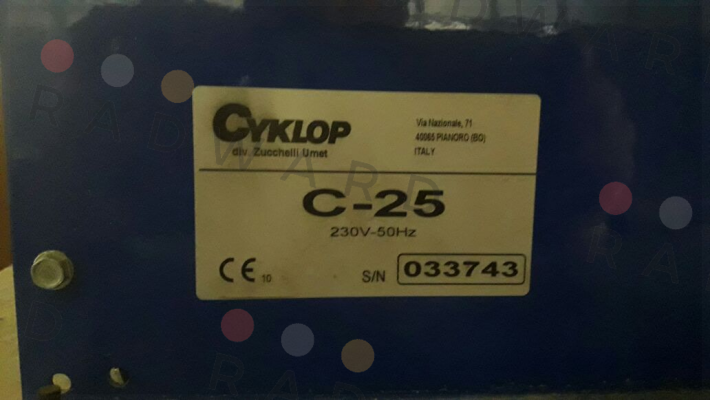 CYKLOP
div. Zucchelli Umet
Via Nazionale, 71
40065 PIANORO (BO)
ITALY
C-25
230V-50Hz
CE 10
S/N 033743